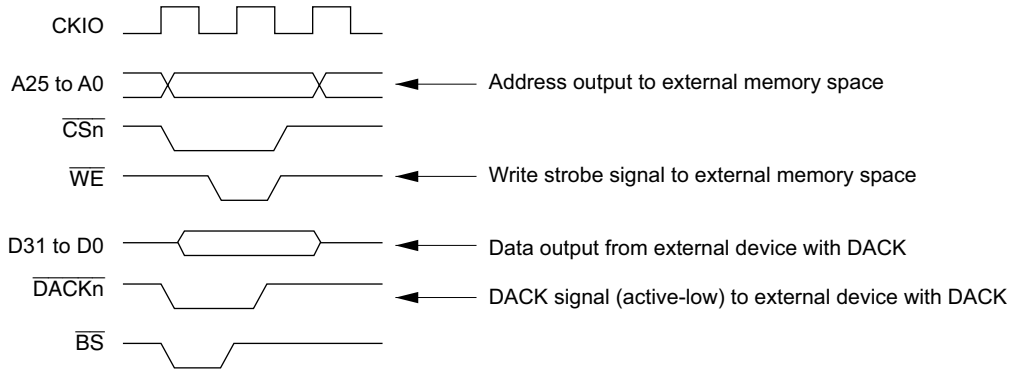 CKIO
A25 to A0 Address output to external memory space
CSn
WE Write strobe signal to external memory space
D31 to D0 Data output from external device with DACK
DACKn DACK signal (active-low) to external device with DACK
BS